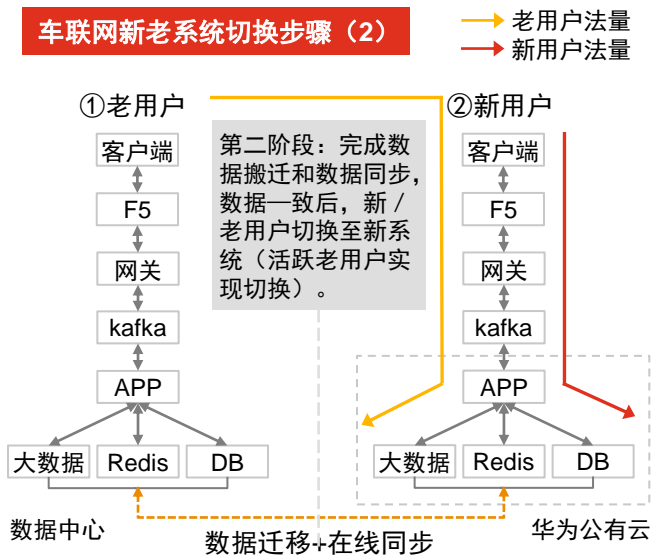 车联网新老系统切换步骤（2）
老用户法量
新用户法量
①老用户
②新用户
第二阶段：完成数
据搬迁和数据同步，
数据一致后，新／
老用户切换至新系
统（活跃老用户实
现切换）。
客户端
F5
网关
kafka
APP
大数据
Redis
DB
客户端
F5
网关
kafka
APP
大数据
Redis
DB
数据中心
数据迁移+在线同步
华为公有云